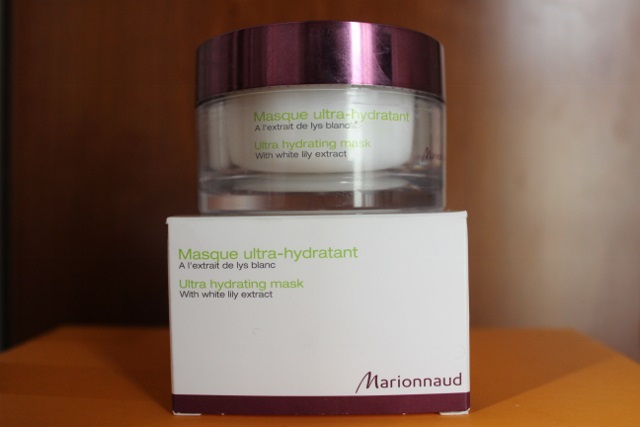 Masque ultra-hydratant
A l'extrait de lys blanc
Ultra hydrating mask
With white lily extract
Masque ultra-hydratant
A l'extrait de lys blanc
Ultra hydrating mask
With white lily extract
Marionnaud